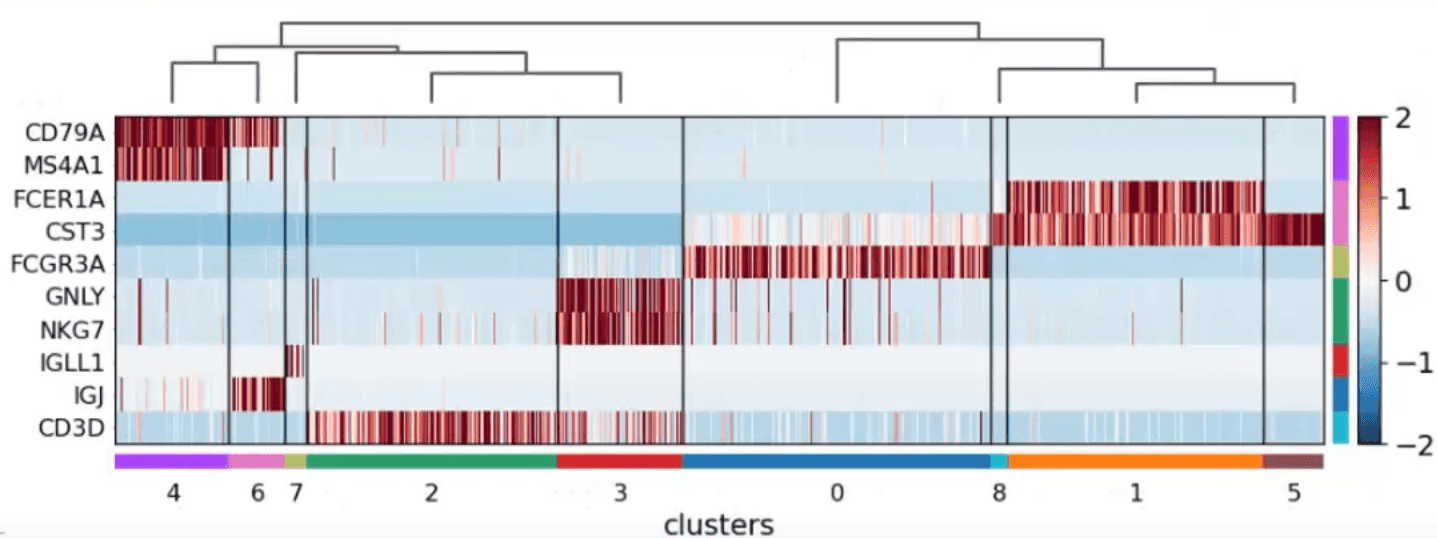 CD79A
MS4A1
FCER1A
CST3
FCGR3A
GNLY
NKG7
IGLL1
IGJ
CD3D
2
1
0
−1
−2
4 6 7 2 3 0 8 1 5
clusters